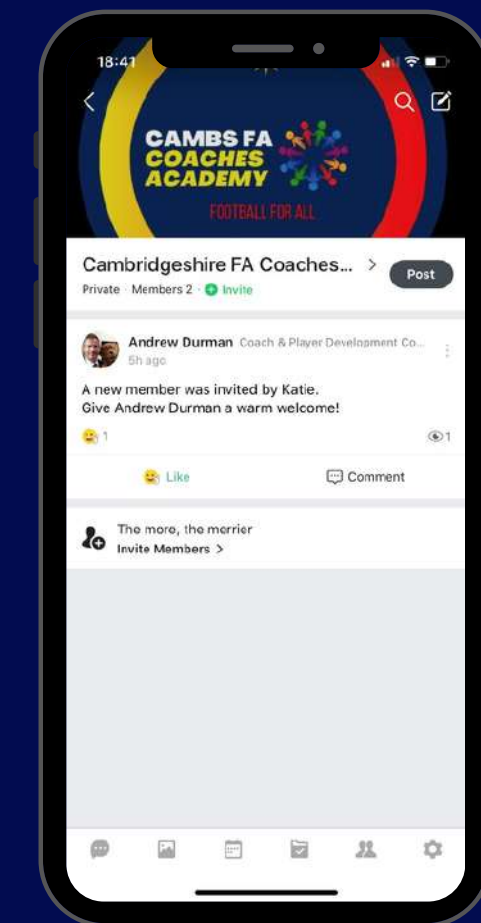 18:41
CAMBS FA
COACHES
ACADEMY
FOOTBALL FOR ALL
Cambridgeshire FA Coaches... >
Post
Private · Members 2 · Invite
Andrew Durman Coach & Player Development Co...
5h ago
A new member was invited by Katie.
Give Andrew Durman a warm welcome!
1
1
Like
Comment
The more, the merrier
Invite Members >